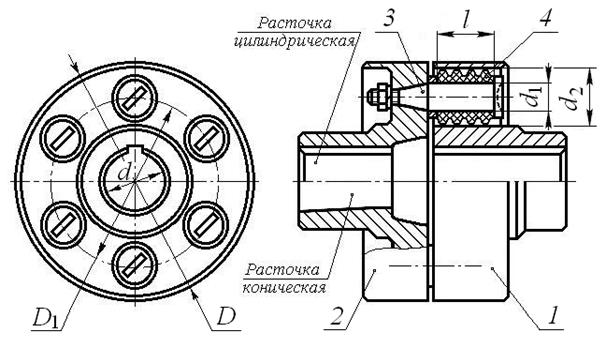 Расточка
цилиндрическая
3
l
4
d
d₁
d₂
Расточка
коническая
D₁
D
2
1